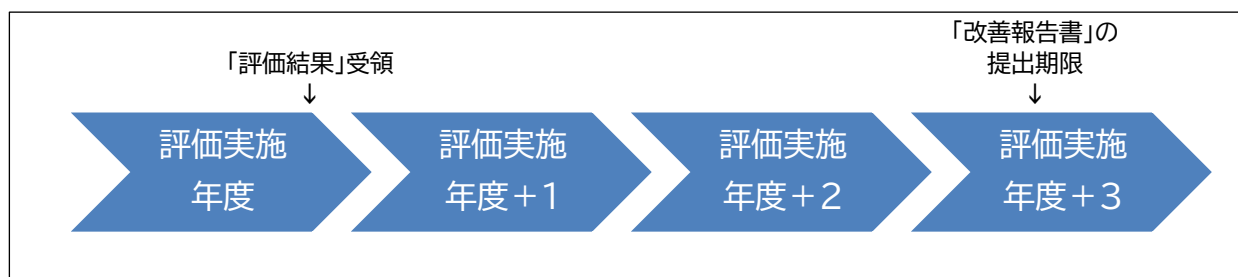 「評価結果」受領
↓
「改善報告書」の
提出期限
↓
評価実施
年度
評価実施
年度＋１
評価実施
年度＋２
評価実施
年度＋３